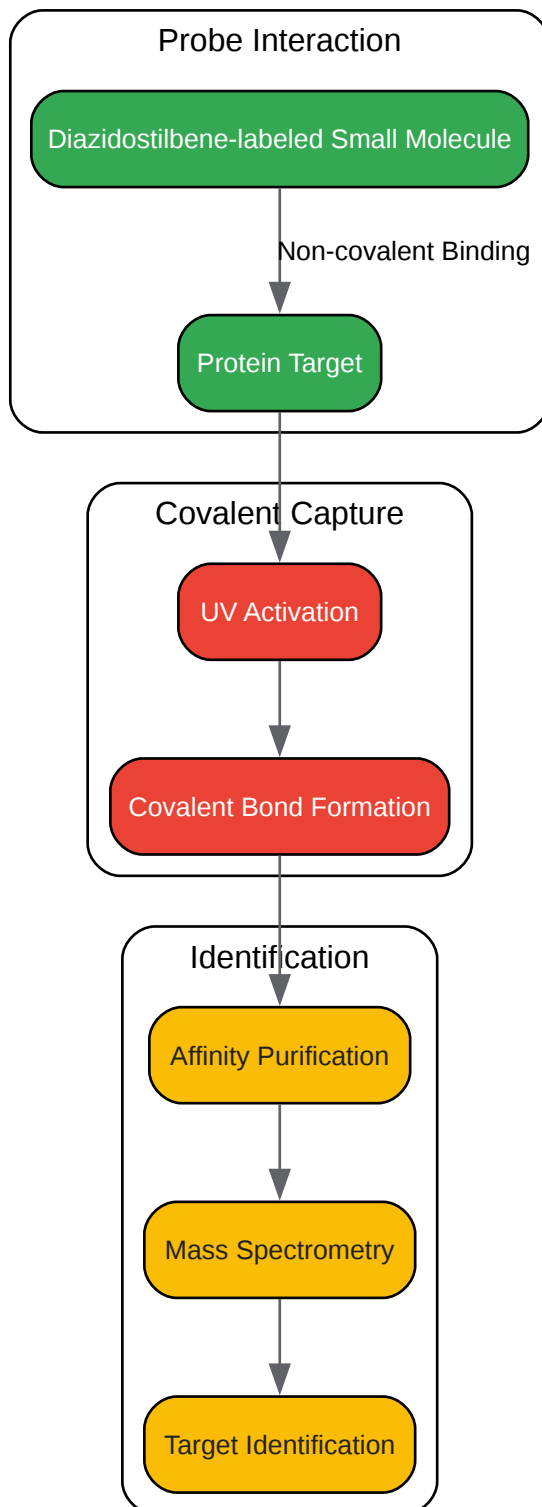 Probe Interaction
Diazidostilbene-labeled Small Molecule
Non-covalent Binding
Protein Target
Covalent Capture
UV Activation
Covalent Bond Formation
Identification
Affinity Purification
Mass Spectrometry
Target Identification